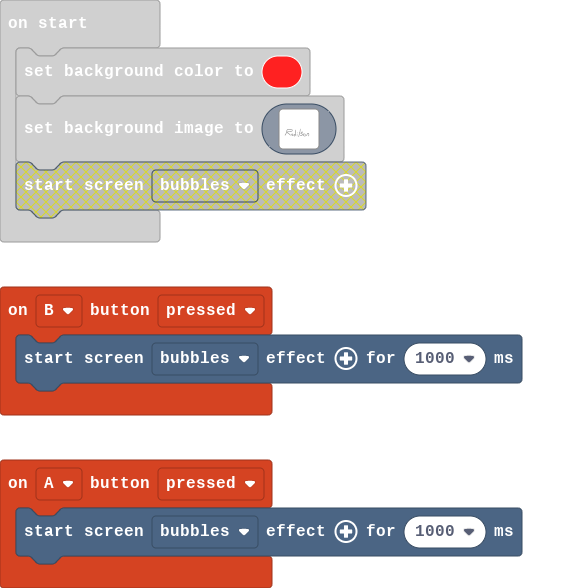 on start
set background color to
set background image to
start screen bubbles effect
on B button pressed
start screen bubbles effect for 1000 ms
on A button pressed
start screen bubbles effect for 1000 ms